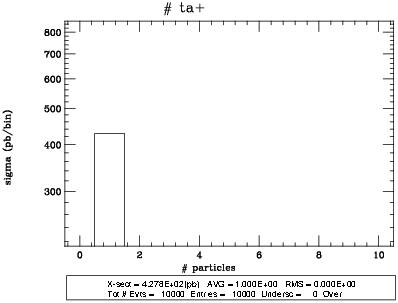 # ta+
800
700
600
500
400
300
sigma (pb/bin)
0 2 4 6 8 10
# particles
X-sect = 4.278E+02(pb) AVG = 1.000E+00 RMS = 0.000E+00
Tot # Evts = 10000 Entries = 10000 Undersc = 0 Over